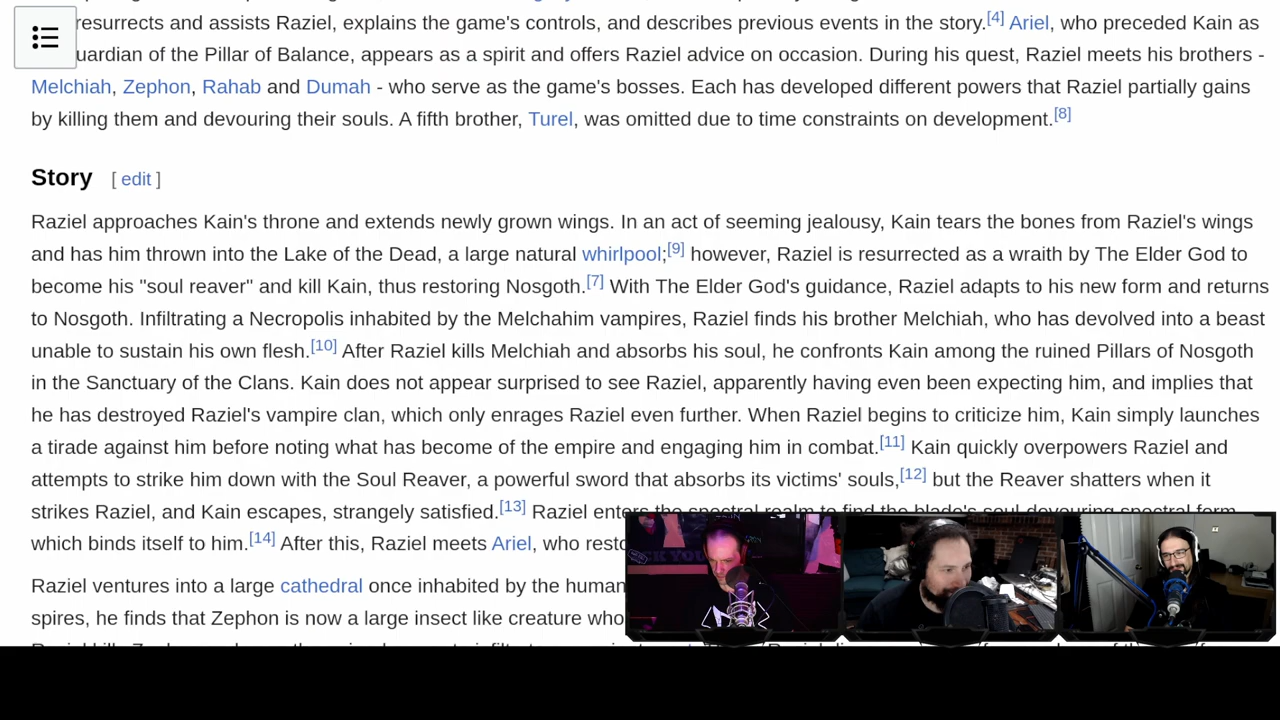 resurrects and assists Raziel, explains the game's controls, and describes previous events in the story.[4] Ariel, who preceded Kain as
uardian of the Pillar of Balance, appears as a spirit and offers Raziel advice on occasion. During his quest, Raziel meets his brothers -
Melchiah, Zephon, Rahab and Dumah - who serve as the game's bosses. Each has developed different powers that Raziel partially gains
by killing them and devouring their souls. A fifth brother, Turel, was omitted due to time constraints on development.[8]
Story [ edit ]
Raziel approaches Kain's throne and extends newly grown wings. In an act of seeming jealousy, Kain tears the bones from Raziel's wings
and has him thrown into the Lake of the Dead, a large natural whirlpool;[9] however, Raziel is resurrected as a wraith by The Elder God to
become his "soul reaver" and kill Kain, thus restoring Nosgoth.[7] With The Elder God's guidance, Raziel adapts to his new form and returns
to Nosgoth. Infiltrating a Necropolis inhabited by the Melchahim vampires, Raziel finds his brother Melchiah, who has devolved into a beast
unable to sustain his own flesh.[10] After Raziel kills Melchiah and absorbs his soul, he confronts Kain among the ruined Pillars of Nosgoth
in the Sanctuary of the Clans. Kain does not appear surprised to see Raziel, apparently having even been expecting him, and implies that
he has destroyed Raziel's vampire clan, which only enrages Raziel even further. When Raziel begins to criticize him, Kain simply launches
a tirade against him before noting what has become of the empire and engaging him in combat.[11] Kain quickly overpowers Raziel and
attempts to strike him down with the Soul Reaver, a powerful sword that absorbs its victims' souls,[12] but the Reaver shatters when it
strikes Raziel, and Kain escapes, strangely satisfied.[13] Raziel enters the spectral realm to find the blade's soul devouring spectral form,
which binds itself to him.[14] After this, Raziel meets Ariel, who resto
Raziel ventures into a large cathedral once inhabited by the human
spires, he finds that Zephon is now a large insect like creature who